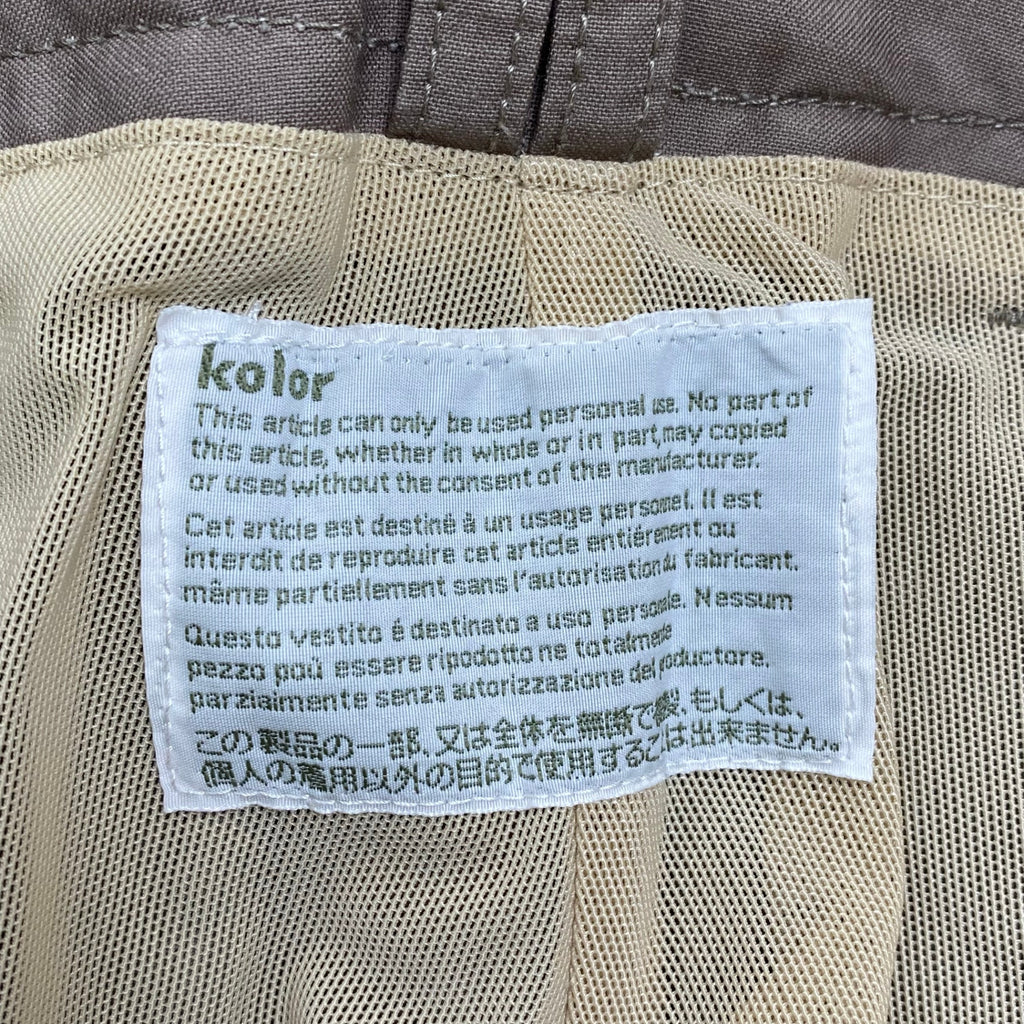 kolor
This article can only be used personal use. No part of
this article, whether in whole or in part,may copied
or used without the consent of the manufacturer.
Cet article est destiné à un usage personnel. Il est
interdit de reproduire cet article entiérement ou
même partiellement sans l'autorisation du fabricant.
Questo vestito é destinato a uso personale. Nessum
pezzo poú essere ripodotto ne totalmente
parziaimente senza autorizzazione del productore.
この製品の一部、又は全体を無断で複製、もしくは、
個人の着用以外の目的で使用することは出来ません。